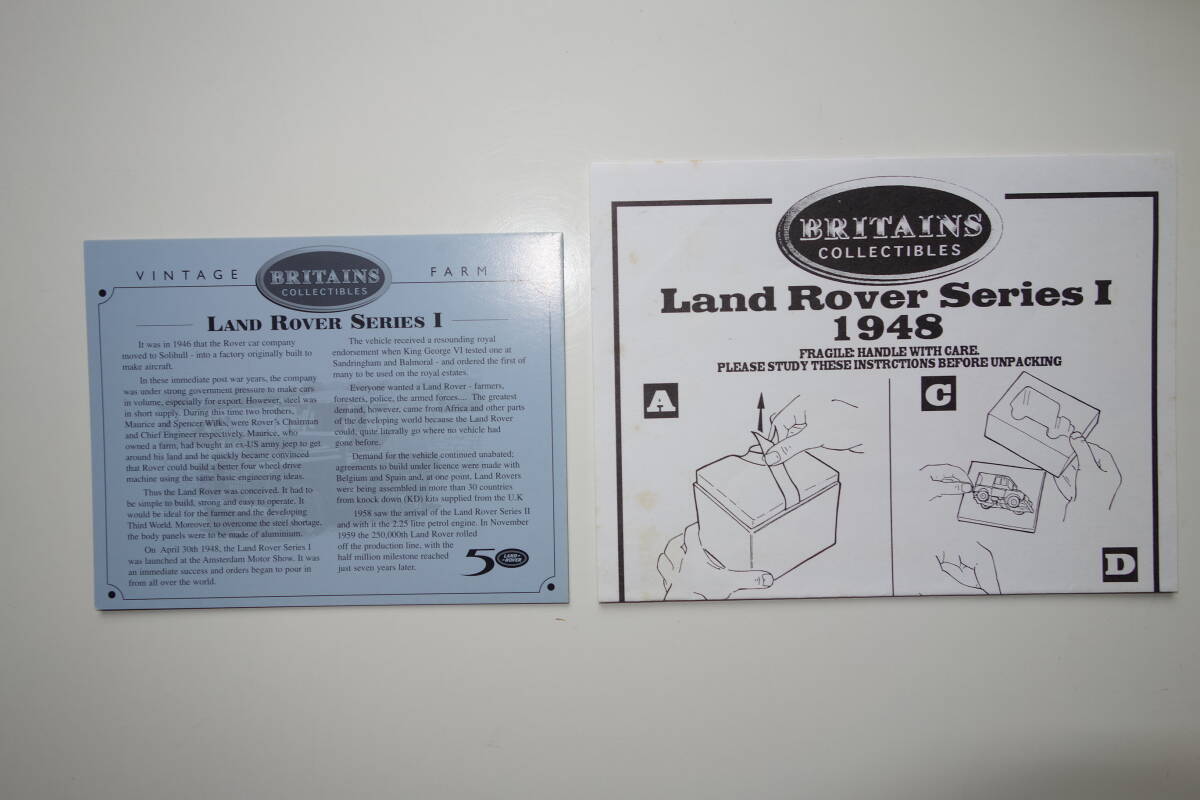 VINTAGE BRITAINS FARM
COLLECTIBLES
LAND ROVER SERIES I
It was in 1946 that the Rover car company
moved to Solihull - into a factory originally built to
make aircraft.
In these immediate post war years, the company
was under strong government pressure to make cars
in volume, especially for export. However, steel was
in short supply. During this time two brothers,
Maurice and Spencer Wilks, were Rover's Chairman
and Chief Engineer respectively. Maurice, who
owned a farm, had bought an ex-US army jeep to get
around his land and he quickly became convinced
that Rover could build a better four wheel drive
machine using the same basic engineering ideas.
Thus the Land Rover was conceived. It had to
be simple to build, strong and easy to operate. It
would be ideal for the farmer and the developing
Third World. Moreover, to overcome the steel shortage,
the body panels were to be made of aluminium.
On April 30th 1948, the Land Rover Series I
was launched at the Amsterdam Motor Show. It was
an immediate success and orders began to pour in
from all over the world.
The vehicle received a resounding royal
endorsement when King George VI tested one at
Sandringham and Balmoral - and ordered the first of
many to be used on the royal estates.
Everyone wanted a Land Rover - farmers,
foresters, police, the armed forces.... The greatest
demand, however, came from Africa and other parts
of the developing world because the Land Rover
could, quite literally go where no vehicle had
gone before.
Demand for the vehicle continued unabated;
agreements to build under licence were made with
Belgium and Spain and, at one point, Land Rovers
were being assembled in more than 30 countries
from knock down (KD) kits supplied from the U.K
1958 saw the arrival of the Land Rover Series II
and with it the 2.25 litre petrol engine. In November
1959 the 250,000th Land Rover rolled
off the production line, with the
half million milestone reached
just seven years later.
50
LAND-
ROVER
BRITAINS
COLLECTIBLES
Land Rover Series I
1948
FRAGILE: HANDLE WITH CARE.
PLEASE STUDY THESE INSTRCTIONS BEFORE UNPACKING
A
C
D